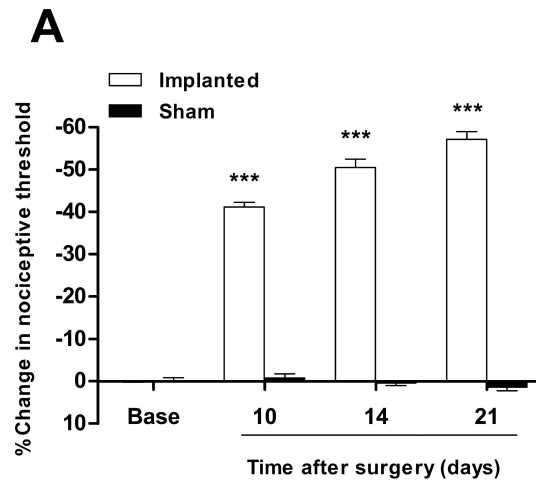 A
Implanted
Sham
%Change in nociceptive threshold
-60
-50
-40
-30
-20
-10
0
10
***
***
***
Base
10
14
21
Time after surgery (days)